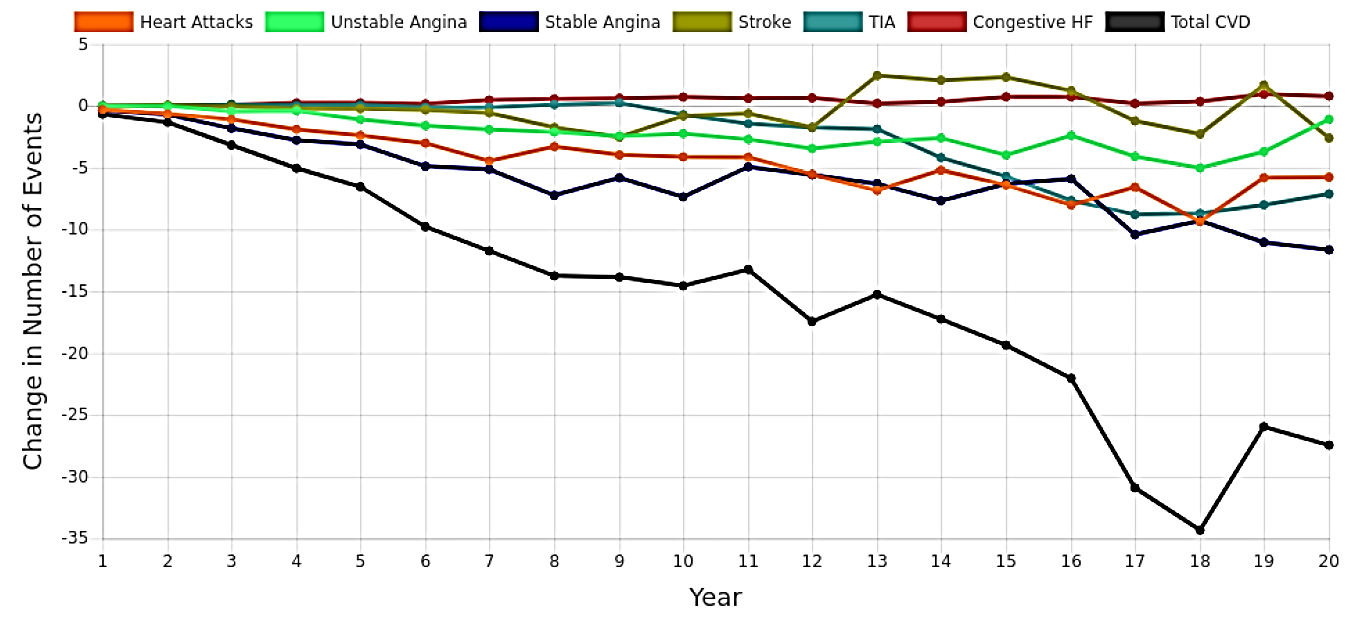 Heart Attacks Unstable Angina Stable Angina Stroke TIA Congestive HF Total CVD
5
0
-5
-10
-15
-20
-25
-30
-35
Change in Number of Events
1 2 3 4 5 6 7 8 9 10 11 12 13 14 15 16 17 18 19 20
Year